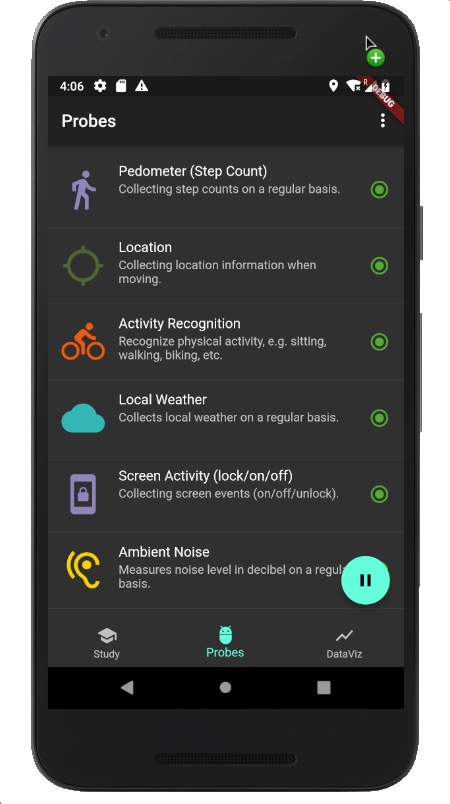 4:06
R
DEBUG
Probes
Pedometer (Step Count)
Collecting step counts on a regular basis.
Location
Collecting location information when
moving.
Activity Recognition
Recognize physical activity, e.g. sitting,
walking, biking, etc.
Local Weather
Collects local weather on a regular basis.
Screen Activity (lock/on/off)
Collecting screen events (on/off/unlock).
Ambient Noise
Measures noise level in decibel on a regula
basis.
Study
Probes
DataViz